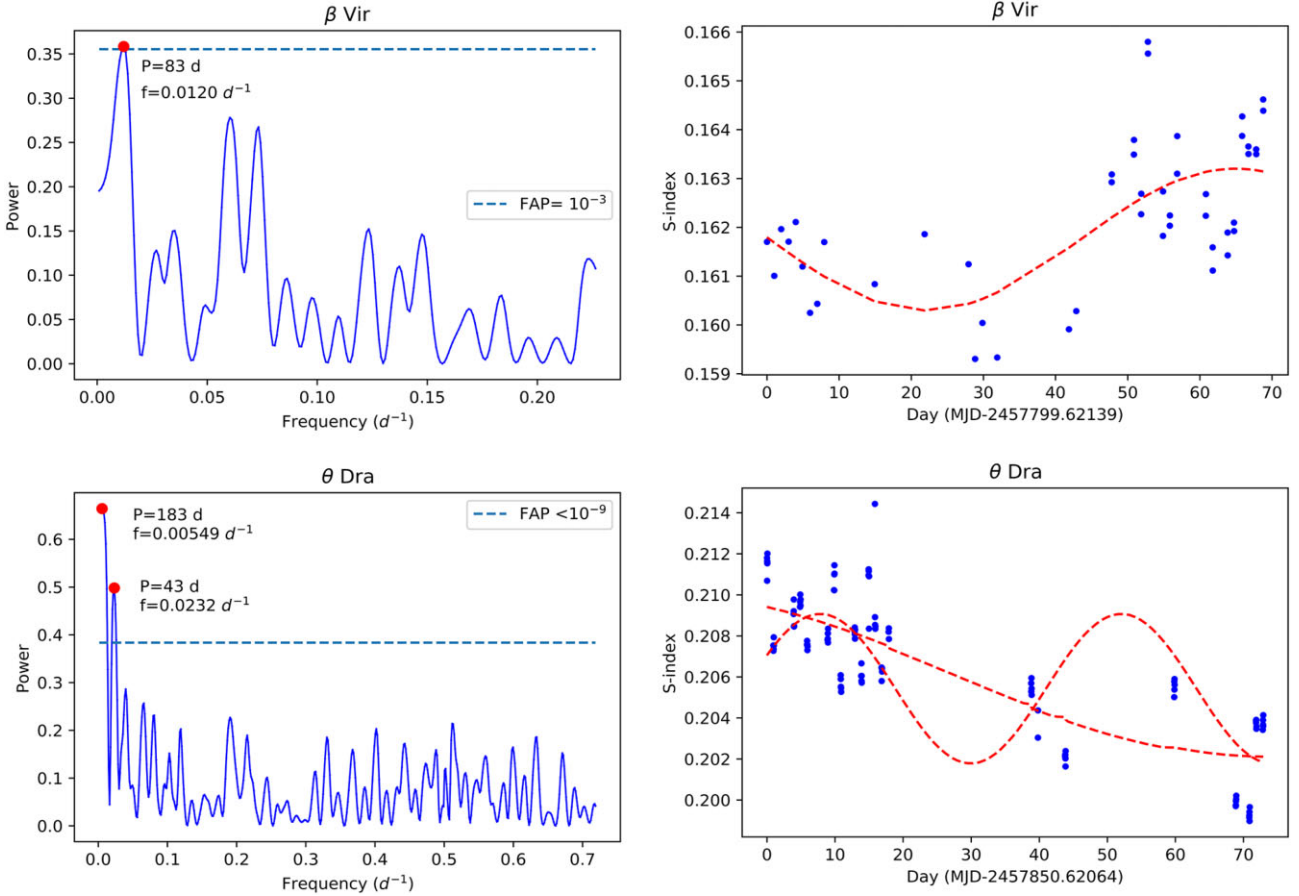 β Vir
0.35
0.30
0.25
0.20
0.15
0.10
0.05
0.00
Power
P=83 d
f=0.0120 d⁻¹
FAP= 10⁻³
0.00 0.05 0.10 0.15 0.20
Frequency (d⁻¹)
β Vir
0.166
0.165
0.164
0.163
0.162
0.161
0.160
0.159
S-index
0 10 20 30 40 50 60 70
Day (MJD-2457799.62139)
θ Dra
0.6
0.5
0.4
0.3
0.2
0.1
0.0
Power
P=183 d
f=0.00549 d⁻¹
P=43 d
f=0.0232 d⁻¹
FAP <10⁻⁹
0.0 0.1 0.2 0.3 0.4 0.5 0.6 0.7
Frequency (d⁻¹)
θ Dra
0.214
0.212
0.210
0.208
0.206
0.204
0.202
0.200
S-index
0 10 20 30 40 50 60 70
Day (MJD-2457850.62064)